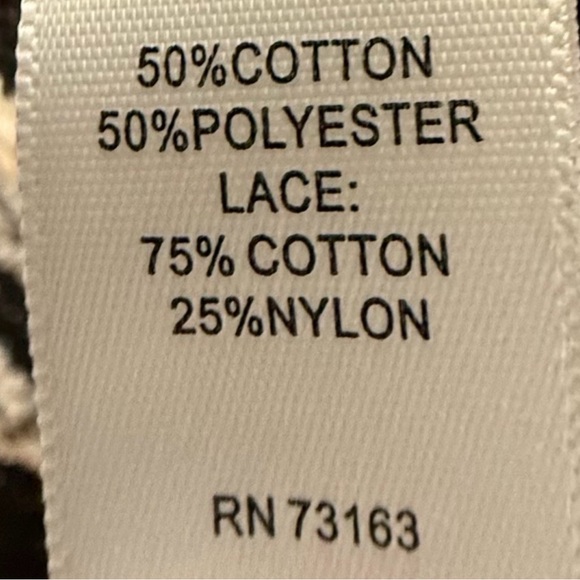 50%COTTON
50%POLYESTER
LACE:
75% COTTON
25%NYLON
RN 73163